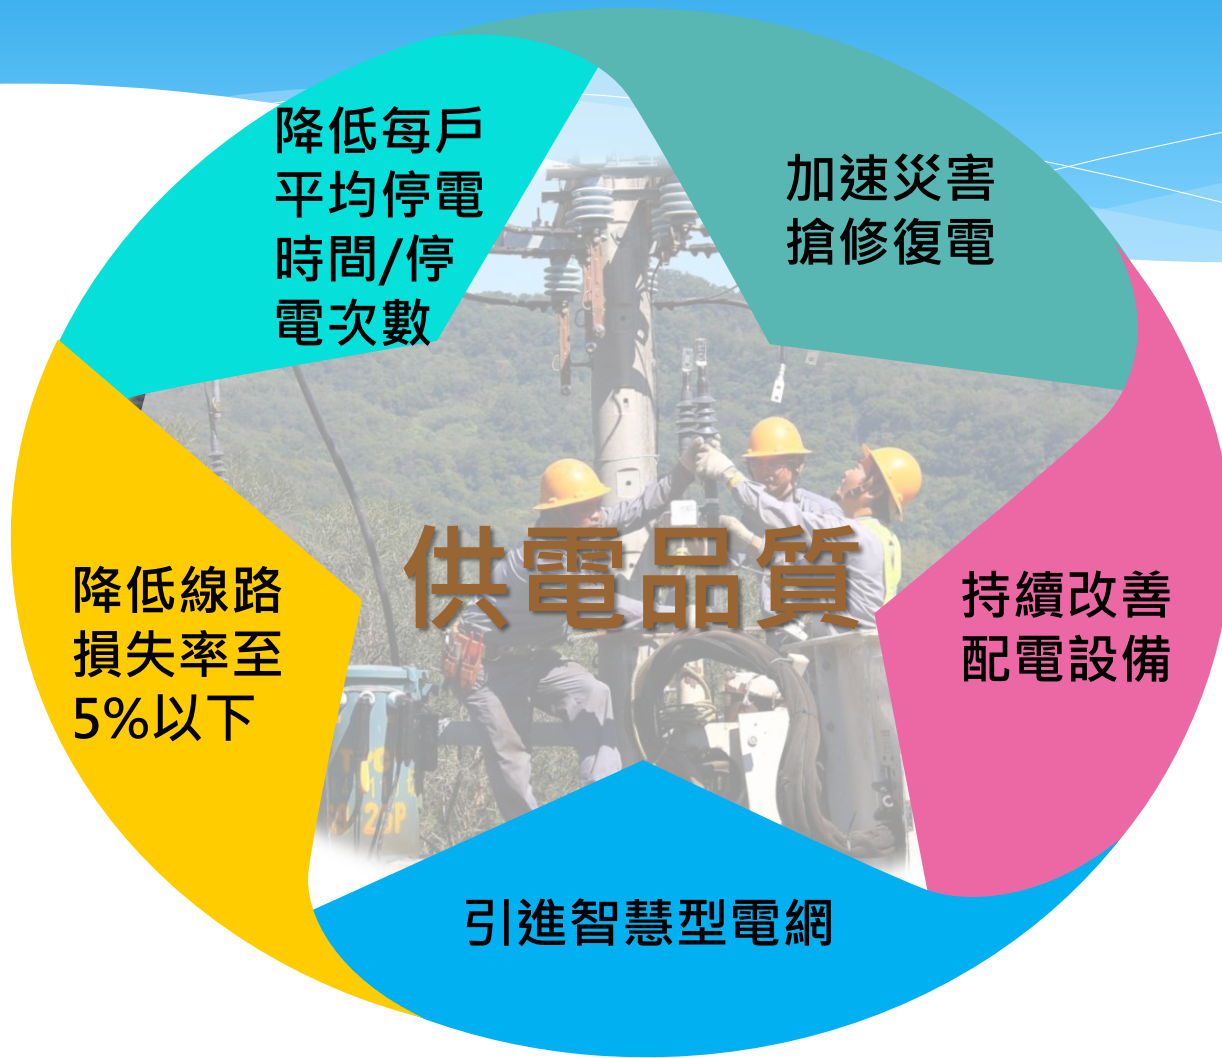 降低每戶
平均停電
時間/停
電次數
加速災害
搶修復電
供電品質
降低線路
損失率至
5%以下
持續改善
配電設備
引進智慧型電網